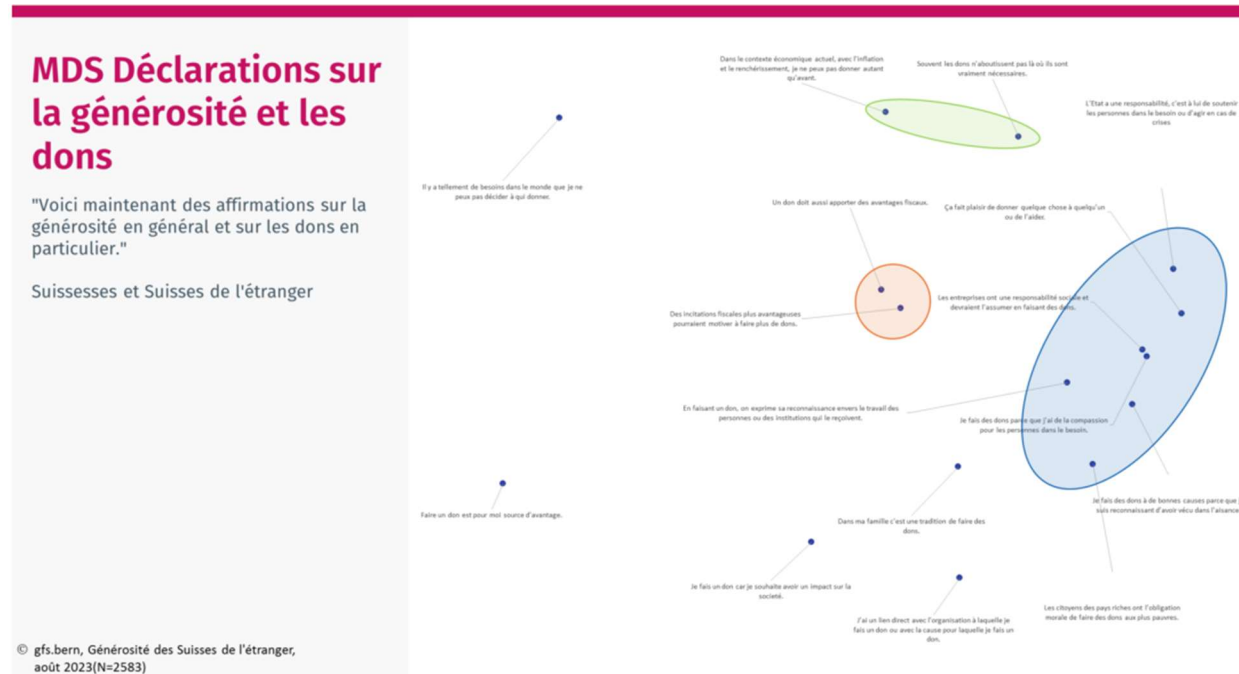 MDS Déclarations sur
la générosité et les
dons
"Voici maintenant des affirmations sur la
générosité en général et sur les dons en
particulier."
Suissesses et Suisses de l'étranger
© gfs.bern, Générosité des Suisses de l'étranger,
août 2023(N=2583)
Dans le contexte économique actuel, avec l'inflation
et le renchérissement, je ne peux pas donner autant
qu'avant.
Souvent les dons n'aboutissent pas là où ils sont
vraiment nécessaires.
L'Etat a une responsabilité, c'est à lui de soutenir
les personnes dans le besoin ou d'agir en cas de
crises.
Il y a tellement de besoins dans le monde que je ne
peux pas décider à qui donner.
Un don doit aussi apporter des avantages fiscaux.
Ça fait plaisir de donner quelque chose à quelqu'un
ou de l'aider.
Les entreprises ont une responsabilité sociale et
devraient l'assumer en faisant des dons.
Des incitations fiscales plus avantageuses
pourraient motiver à faire plus de dons.
En faisant un don, on exprime sa reconnaissance envers le travail des
personnes ou des institutions qui le reçoivent.
Je fais des dons parce que j'ai de la compassion
pour les personnes dans le besoin.
Je fais des dons à de bonnes causes parce que
suis reconnaissant d'avoir vécu dans l'aisance
Faire un don est pour moi source d'avantage.
Dans ma famille c'est une tradition de faire des
dons.
Je fais un don car je souhaite avoir un impact sur la
société.
J'ai un lien direct avec l'organisation à laquelle je
fais un don ou avec la cause pour laquelle je fais un
don.
Les citoyens des pays riches ont l'obligation
morale de faire des dons aux plus pauvres.